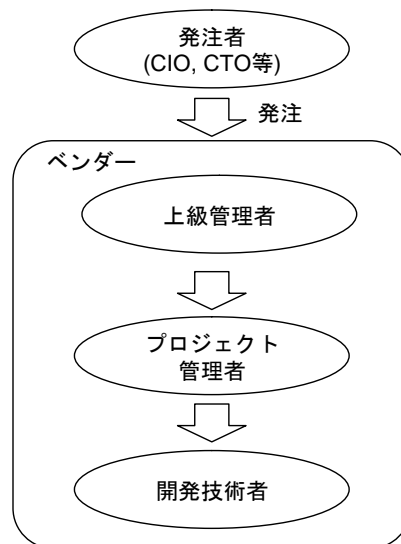 発注者
(CIO, CTO等)
発注
ベンダー
上級管理者
プロジェクト
管理者
開発技術者